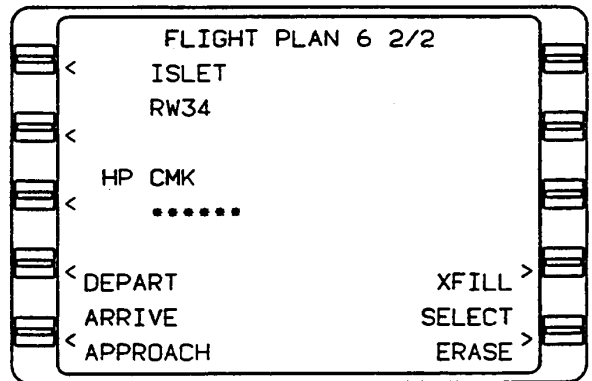 FLIGHT PLAN 6 2/2
< ISLET
RW34
<
HP CMK
< ••••••
< DEPART XFILL >
ARRIVE SELECT
< APPROACH ERASE >